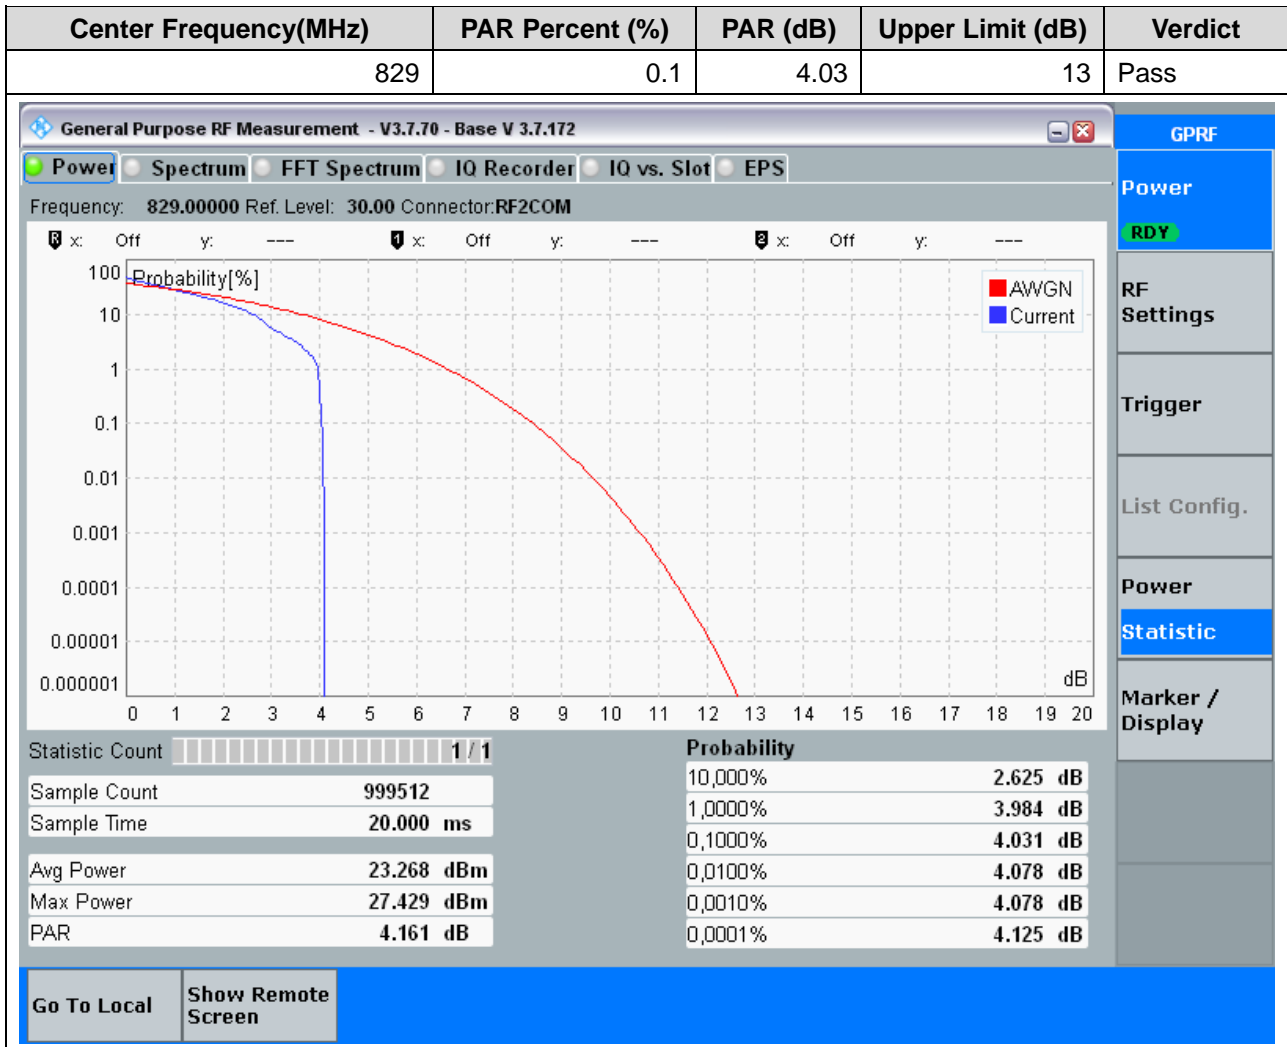 Center Frequency(MHz) PAR Percent (%) PAR (dB) Upper Limit (dB) Verdict
829 0.1 4.03 13 Pass
General Purpose RF Measurement - V3.7.70 - Base V 3.7.172
GPRF
Power Spectrum FFT Spectrum IQ Recorder IQ vs. Slot EPS
Frequency: 829.00000 Ref. Level: 30.00 Connector:RF2COM
R x: Off y: --- 1 x: Off y: --- 2 x: Off y: ---
Probability[%]
AWGN
Current
100
10
1
0.1
0.01
0.001
0.0001
0.00001
0.000001
dB
0 1 2 3 4 5 6 7 8 9 10 11 12 13 14 15 16 17 18 19 20
Statistic Count 1 / 1
Sample Count 999512
Sample Time 20.000 ms
Avg Power 23.268 dBm
Max Power 27.429 dBm
PAR 4.161 dB
Probability
10,000% 2.625 dB
1,0000% 3.984 dB
0,1000% 4.031 dB
0,0100% 4.078 dB
0,0010% 4.078 dB
0,0001% 4.125 dB
Power
RDY
RF
Settings
Trigger
List Config.
Power
Statistic
Marker /
Display
Go To Local
Show Remote
Screen